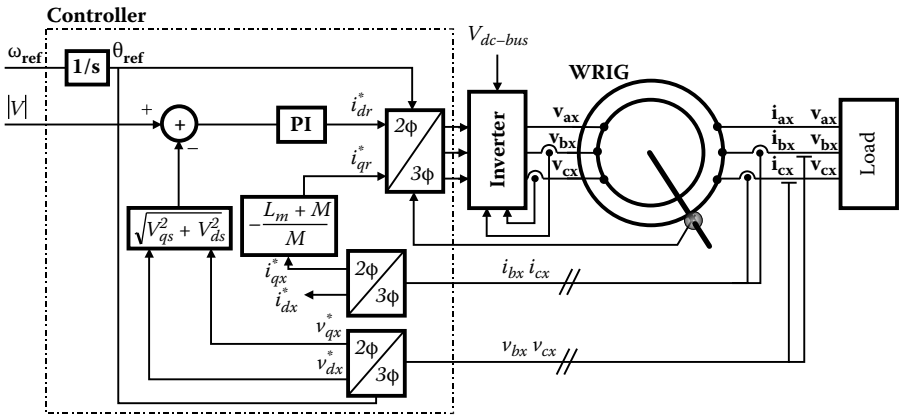 Controller
ω_ref
1/s
θ_ref
V_dc–bus
WRIG
|V|
+
+
−
PI
i*_dr
i*_qr
2ϕ
3ϕ
Inverter
v_ax
v_bx
v_cx
i_ax v_ax
i_bx v_bx
i_cx v_cx
Load
√(V²_qs + V²_ds)
−(L_m + M)/M
i*_qx
i*_dx
2ϕ
3ϕ
i_bx i_cx
v*_qx
v*_dx
2ϕ
3ϕ
v_bx v_cx